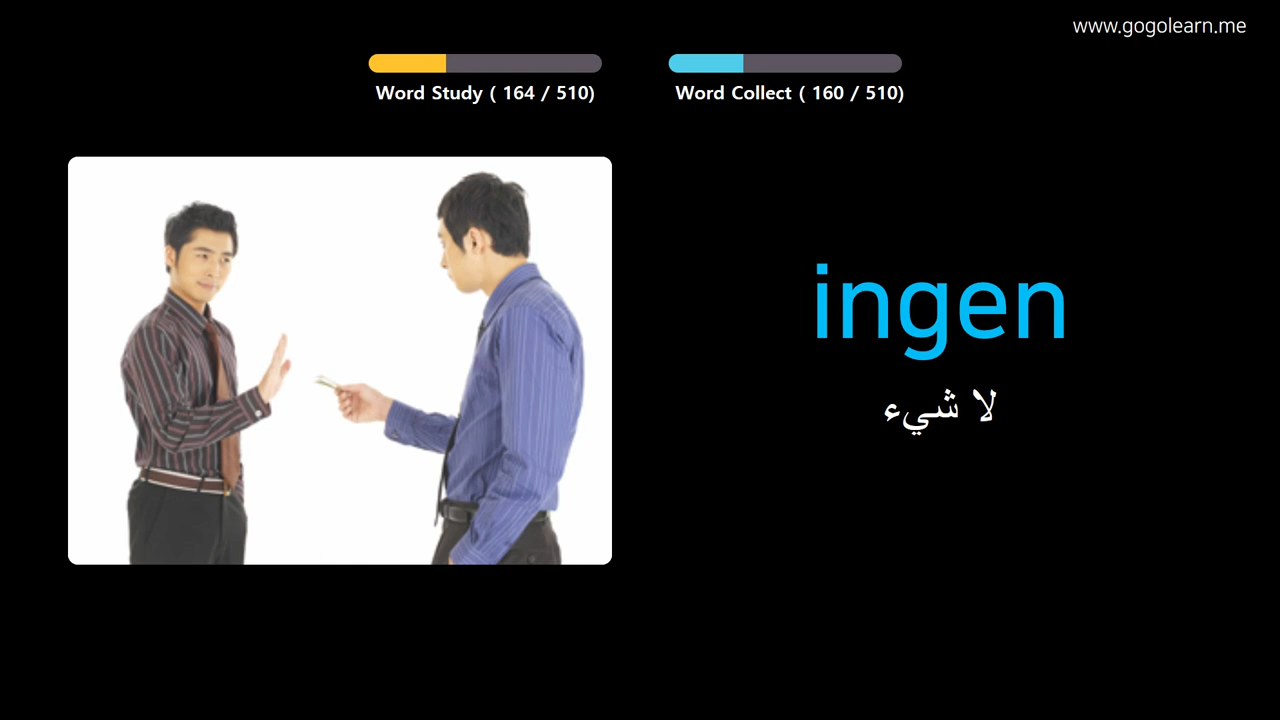 www.gogolearn.me
Word Study ( 164 / 510)
Word Collect ( 160 / 510)
ingen
لا شيء